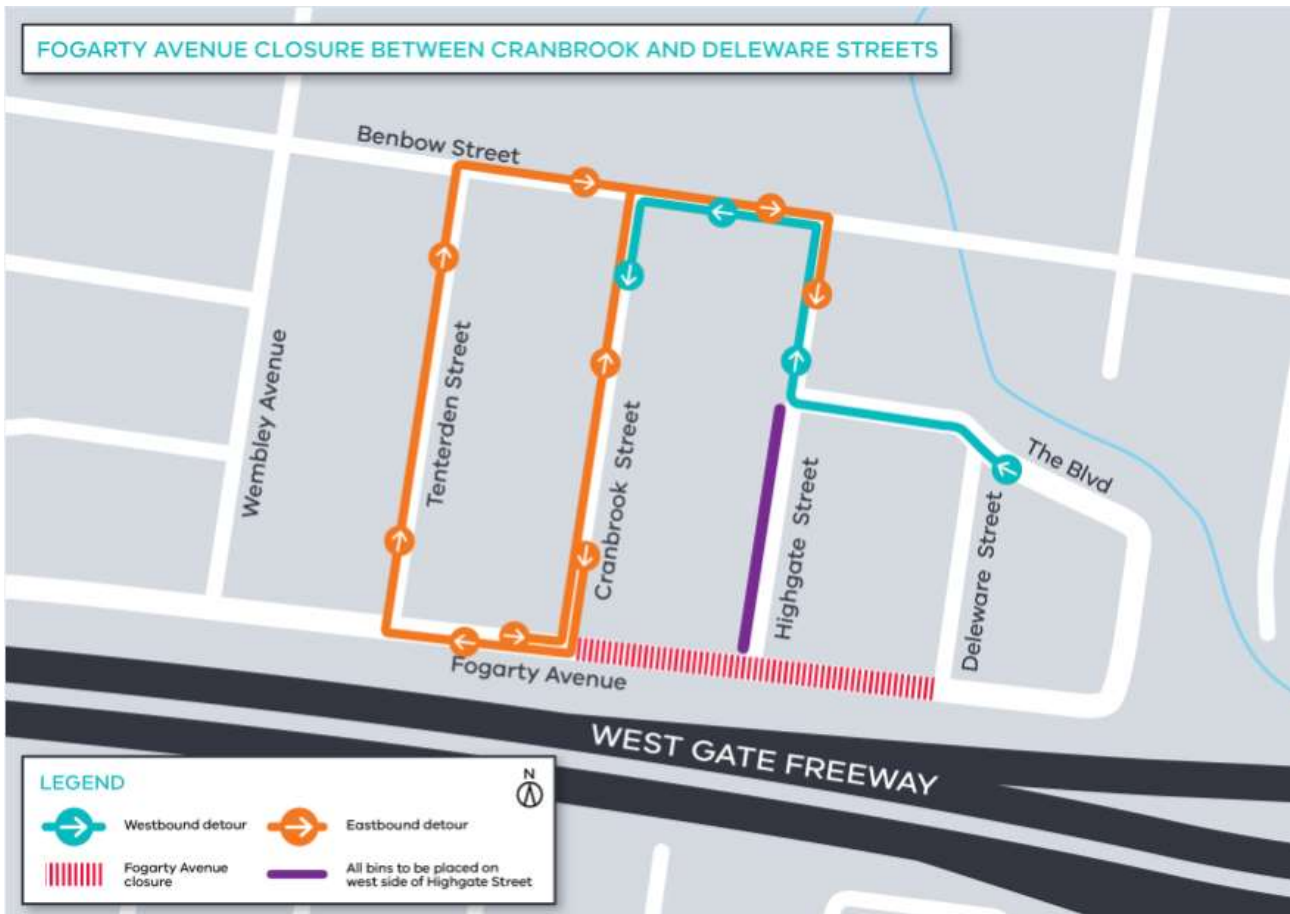 FOGARTY AVENUE CLOSURE BETWEEN CRANBROOK AND DELEWARE STREETS
Benbow Street
Wembley Avenue
Tenterden Street
Cranbrook Street
Highgate Street
Deleware Street
The Blvd
Fogarty Avenue
WEST GATE FREEWAY
LEGEND
N
Westbound detour
Eastbound detour
Fogarty Avenue
closure
All bins to be placed on
west side of Highgate Street